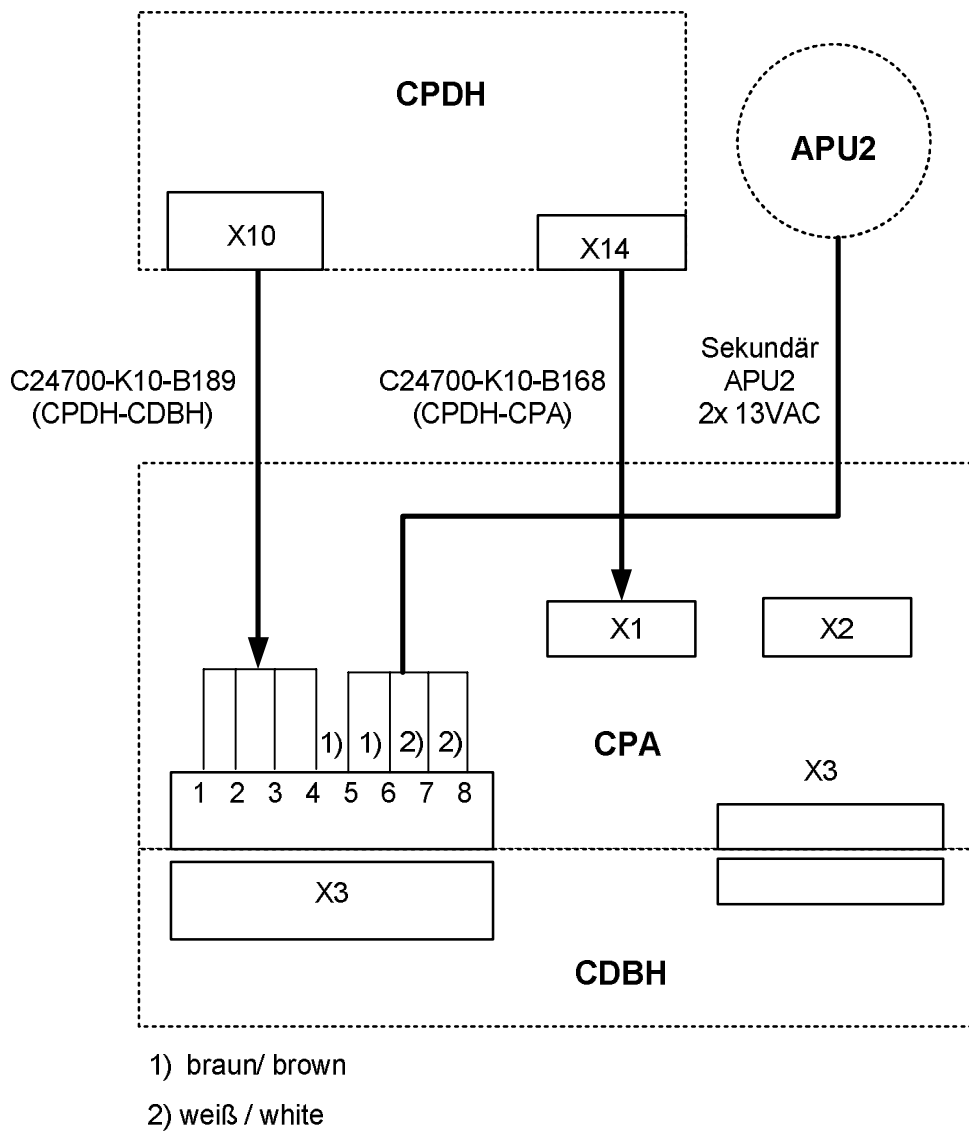 CPDH
APU2
X10
X14
C24700-K10-B189
(CPDH-CDBH)
C24700-K10-B168
(CPDH-CPA)
Sekundär
APU2
2x 13VAC
X1
X2
1) 1) 2) 2)
CPA
1 2 3 4 5 6 7 8
X3
X3
CDBH
1) braun/ brown
2) weiß / white